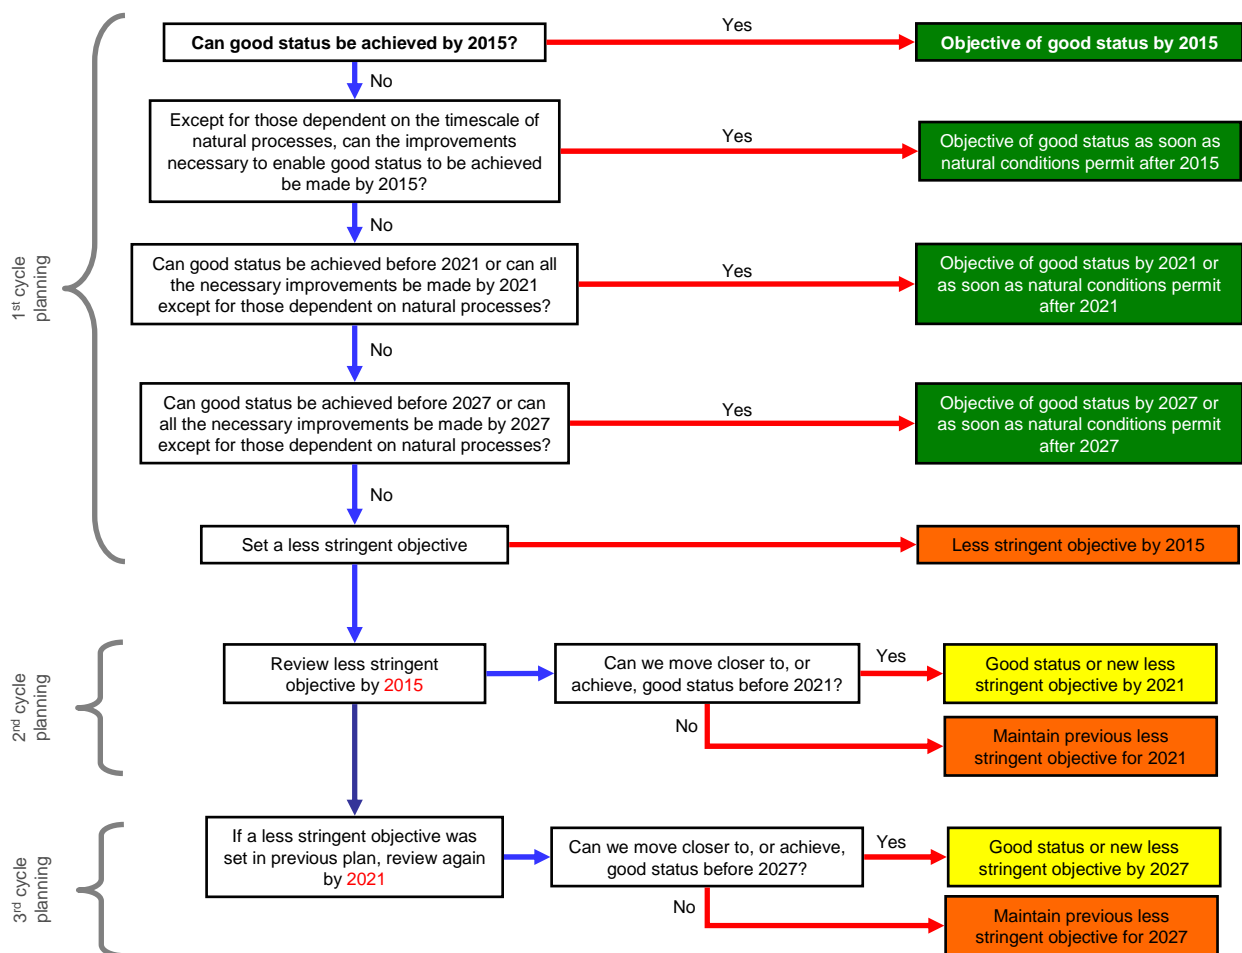 Can good status be achieved by 2015?
Yes
Objective of good status by 2015
No
Except for those dependent on the timescale of
natural processes, can the improvements
necessary to enable good status to be achieved
be made by 2015?
Yes
Objective of good status as soon as
natural conditions permit after 2015
No
1st cycle
planning
Can good status be achieved before 2021 or can all
the necessary improvements be made by 2021
except for those dependent on natural processes?
Yes
Objective of good status by 2021 or
as soon as natural conditions permit
after 2021
No
Can good status be achieved before 2027 or can
all the necessary improvements be made by 2027
except for those dependent on natural processes?
Yes
Objective of good status by 2027 or
as soon as natural conditions permit
after 2027
No
Set a less stringent objective
Less stringent objective by 2015
2nd cycle
planning
Review less stringent
objective by 2015
Can we move closer to, or
achieve, good status before 2021?
Yes
Good status or new less
stringent objective by 2021
No
Maintain previous less
stringent objective for 2021
3rd cycle
planning
If a less stringent objective was
set in previous plan, review again
by 2021
Can we move closer to, or achieve,
good status before 2027?
Yes
Good status or new less
stringent objective by 2027
No
Maintain previous less
stringent objective for 2027